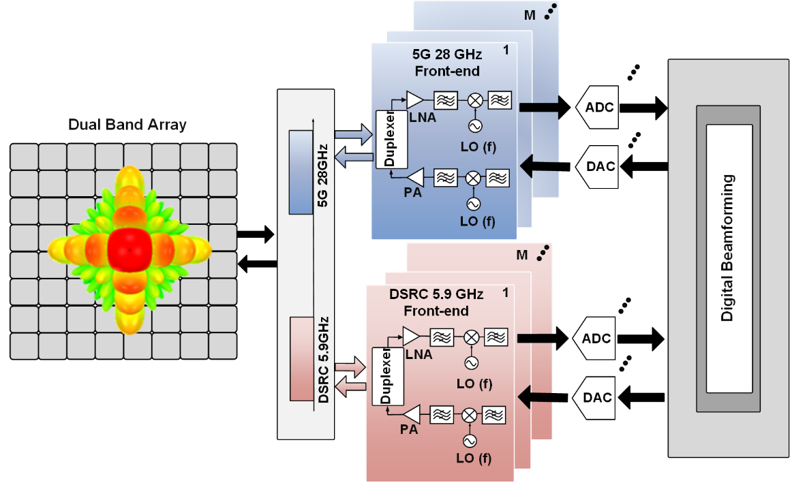 Dual Band Array
5G 28GHz
DSRC 5.9GHz
M
5G 28 GHz
Front-end
1
Duplexer
LNA
LO (f)
PA
LO (f)
ADC
DAC
M
DSRC 5.9 GHz
Front-end
1
Duplexer
LNA
LO (f)
PA
LO (f)
ADC
DAC
Digital Beamforming